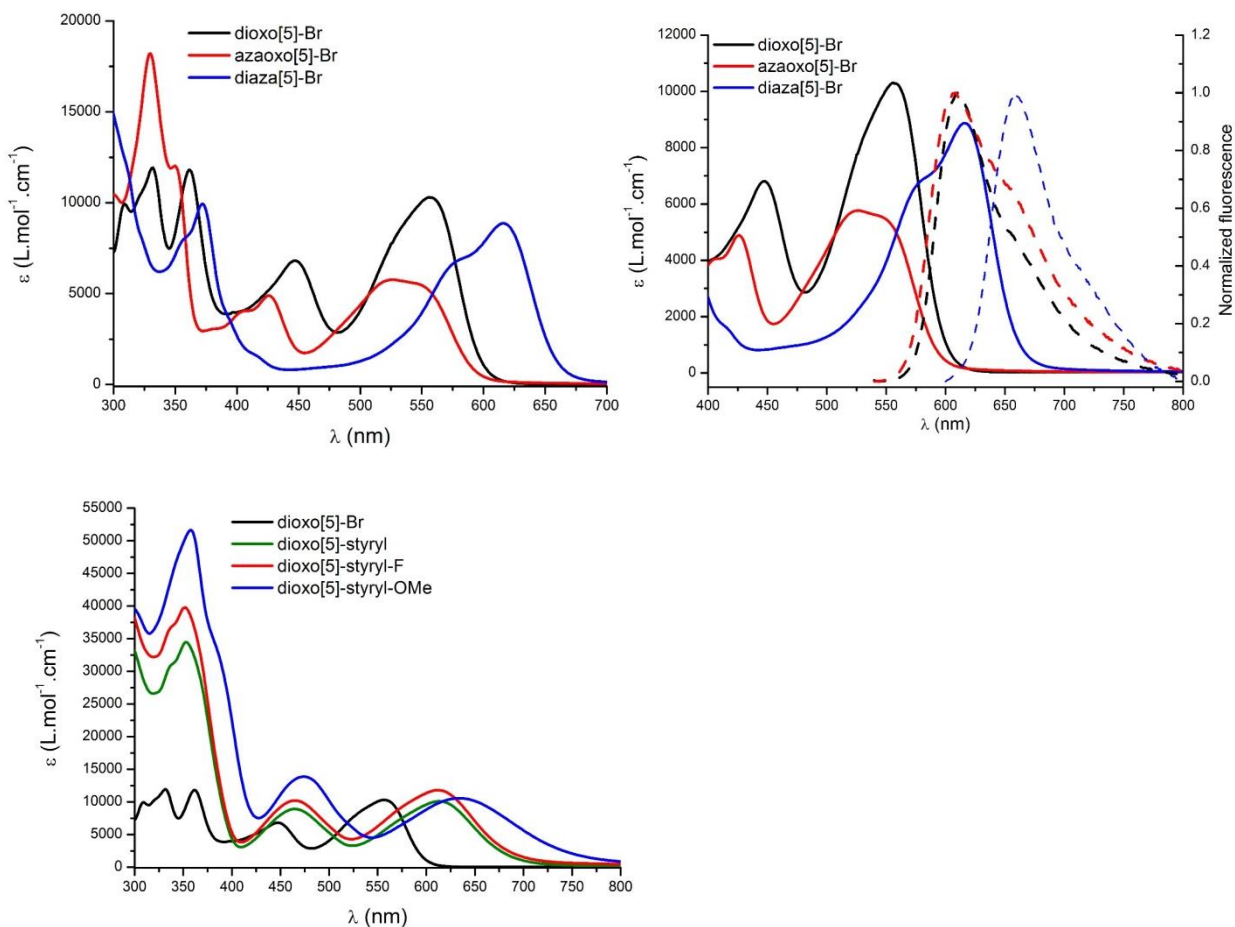 20000
15000
10000
5000
0
ε (L.mol⁻¹.cm⁻¹)
dioxo[5]-Br
azaoxo[5]-Br
diaza[5]-Br
300 350 400 450 500 550 600 650 700
λ (nm)
12000
10000
8000
6000
4000
2000
0
ε (L.mol⁻¹.cm⁻¹)
dioxo[5]-Br
azaoxo[5]-Br
diaza[5]-Br
1.2
1.0
0.8
0.6
0.4
0.2
0.0
Normalized fluorescence
400 450 500 550 600 650 700 750 800
λ (nm)
55000
50000
45000
40000
35000
30000
25000
20000
15000
10000
5000
0
ε (L.mol⁻¹.cm⁻¹)
dioxo[5]-Br
dioxo[5]-styryl
dioxo[5]-styryl-F
dioxo[5]-styryl-OMe
300 350 400 450 500 550 600 650 700 750 800
λ (nm)